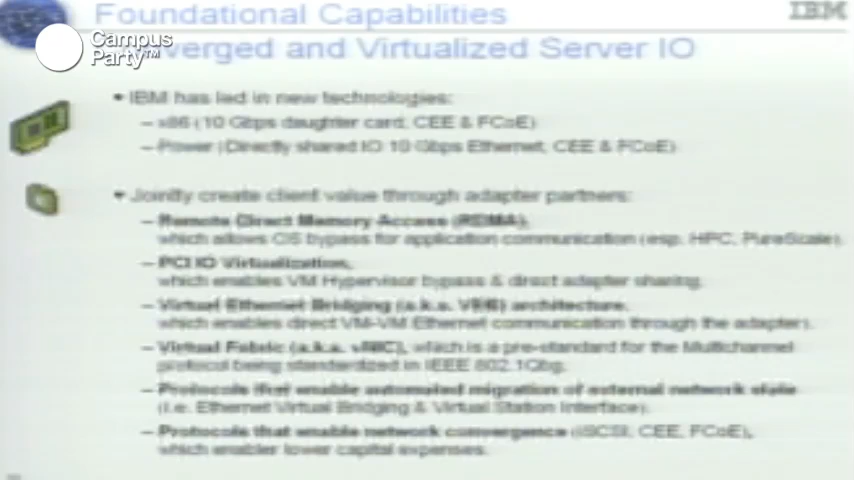 Foundational Capabilities
IBM
Campus
Party™
and Virtualized Server IO
• IBM has led in new technologies:
– x86 (10 Gbps daughter card, CEE & FCoE)
– Power (Directly shared IO 10 Gbps Ethernet, CEE & FCoE)
• Jointly create client value through adapter partners:
– Remote Direct Memory Access (RDMA),
which allows OS bypass for application communication (esp. HPC, PureScale).
– PCI IO Virtualization,
which enables VM Hypervisor bypass & direct adapter sharing.
– Virtual Ethernet Bridging (a.k.a. VEB) architecture,
which enables direct VM-VM Ethernet communication through the adapter).
– Virtual Fabric (a.k.a. vNIC), which is a pre-standard for the Multichannel
protocol being standardized in IEEE 802.1Qbg.
– Protocols that enable automated migration of external network state
(i.e. Ethernet Virtual Bridging & Virtual Station Interface).
– Protocols that enable network convergence (iSCSI, CEE, FCoE),
which enabler lower capital expenses.